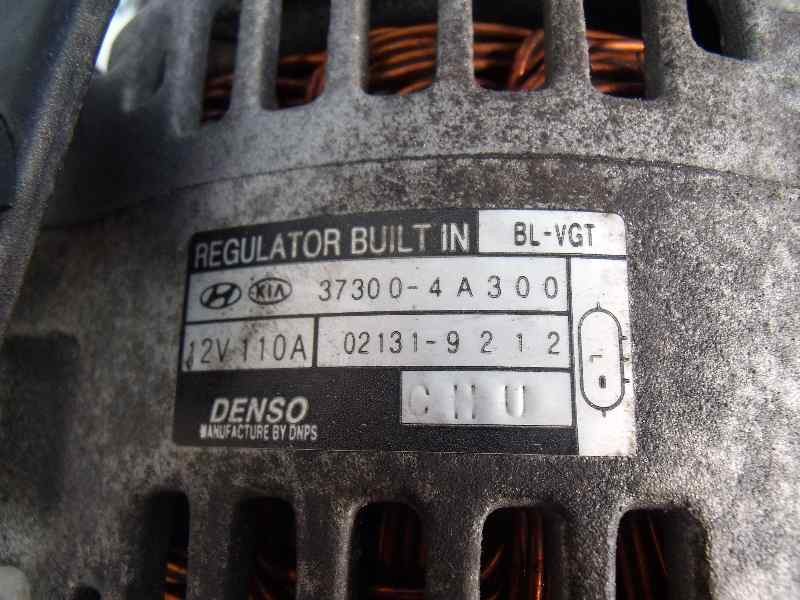 REGULATOR BUILT IN BL-VGT
KIA 37300-4A300
12V 110A 02131-9212
DENSO CHU
MANUFACTURE BY DNPS
L